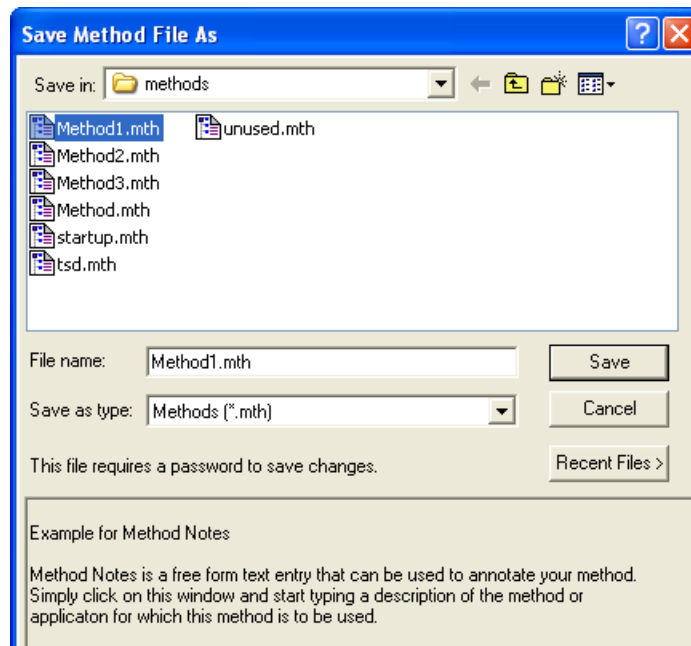 Save Method File As
Save in: methods
Method1.mth unused.mth
Method2.mth
Method3.mth
Method.mth
startup.mth
tsd.mth
File name: Method1.mth Save
Save as type: Methods (*.mth) Cancel
This file requires a password to save changes. Recent Files >
Example for Method Notes
Method Notes is a free form text entry that can be used to annotate your method.
Simply click on this window and start typing a description of the method or
applicaton for which this method is to be used.